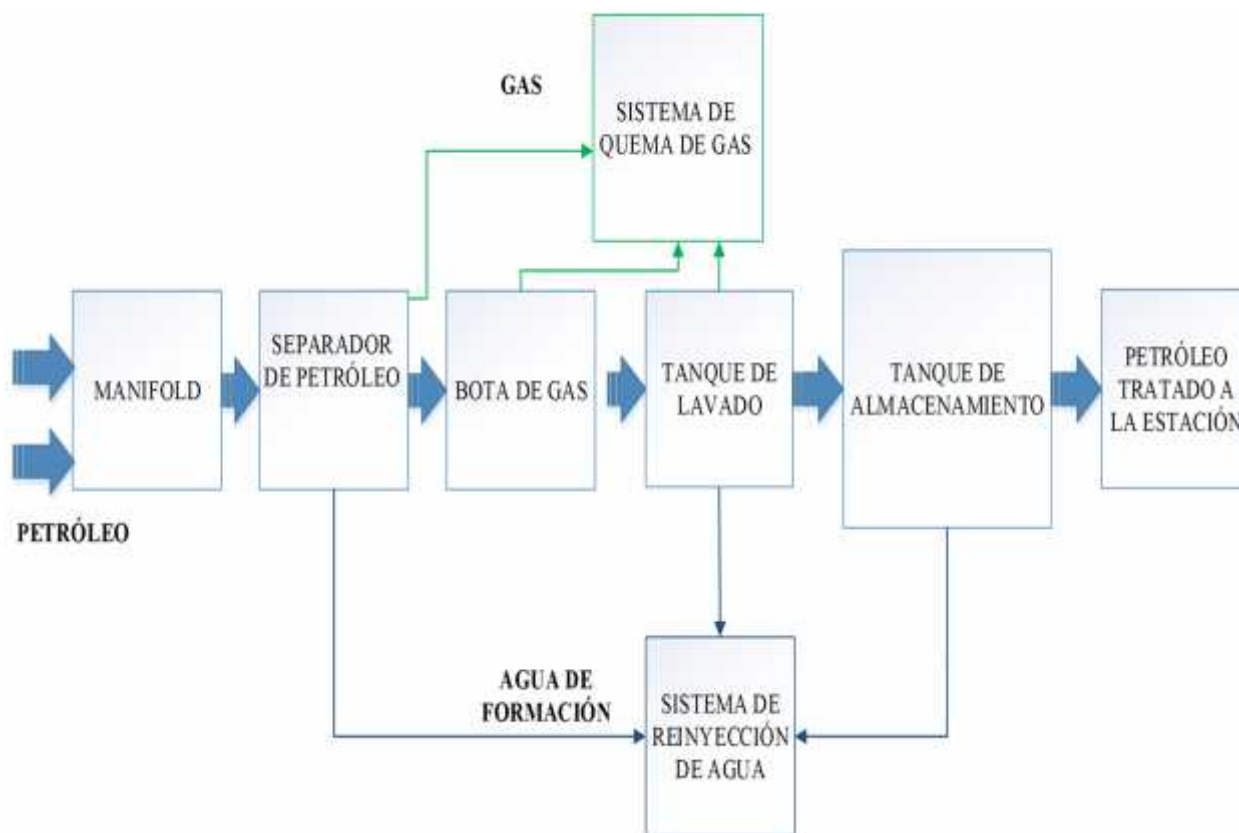 GAS
SISTEMA DE
QUEMA DE GAS
MANIFOLD
SEPARADOR
DE PETRÓLEO
BOTA DE GAS
TANQUE DE
LAVADO
TANQUE DE
ALMACENAMIENTO
PETRÓLEO
TRATADO A
LA ESTACIÓN
PETRÓLEO
AGUA DE
FORMACIÓN
SISTEMA DE
REINYECCIÓN
DE AGUA